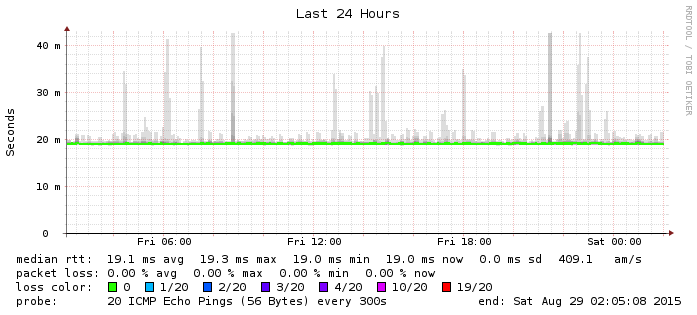 Last 24 Hours
RRDTOOL / TOBI OETIKER
Seconds
40 m
30 m
20 m
10 m
0
Fri 06:00 Fri 12:00 Fri 18:00 Sat 00:00
median rtt: 19.1 ms avg 19.3 ms max 19.0 ms min 19.0 ms now 0.0 ms sd 409.1 am/s
packet loss: 0.00 % avg 0.00 % max 0.00 % min 0.00 % now
loss color: 0 1/20 2/20 3/20 4/20 10/20 19/20
probe: 20 ICMP Echo Pings (56 Bytes) every 300s end: Sat Aug 29 02:05:08 2015